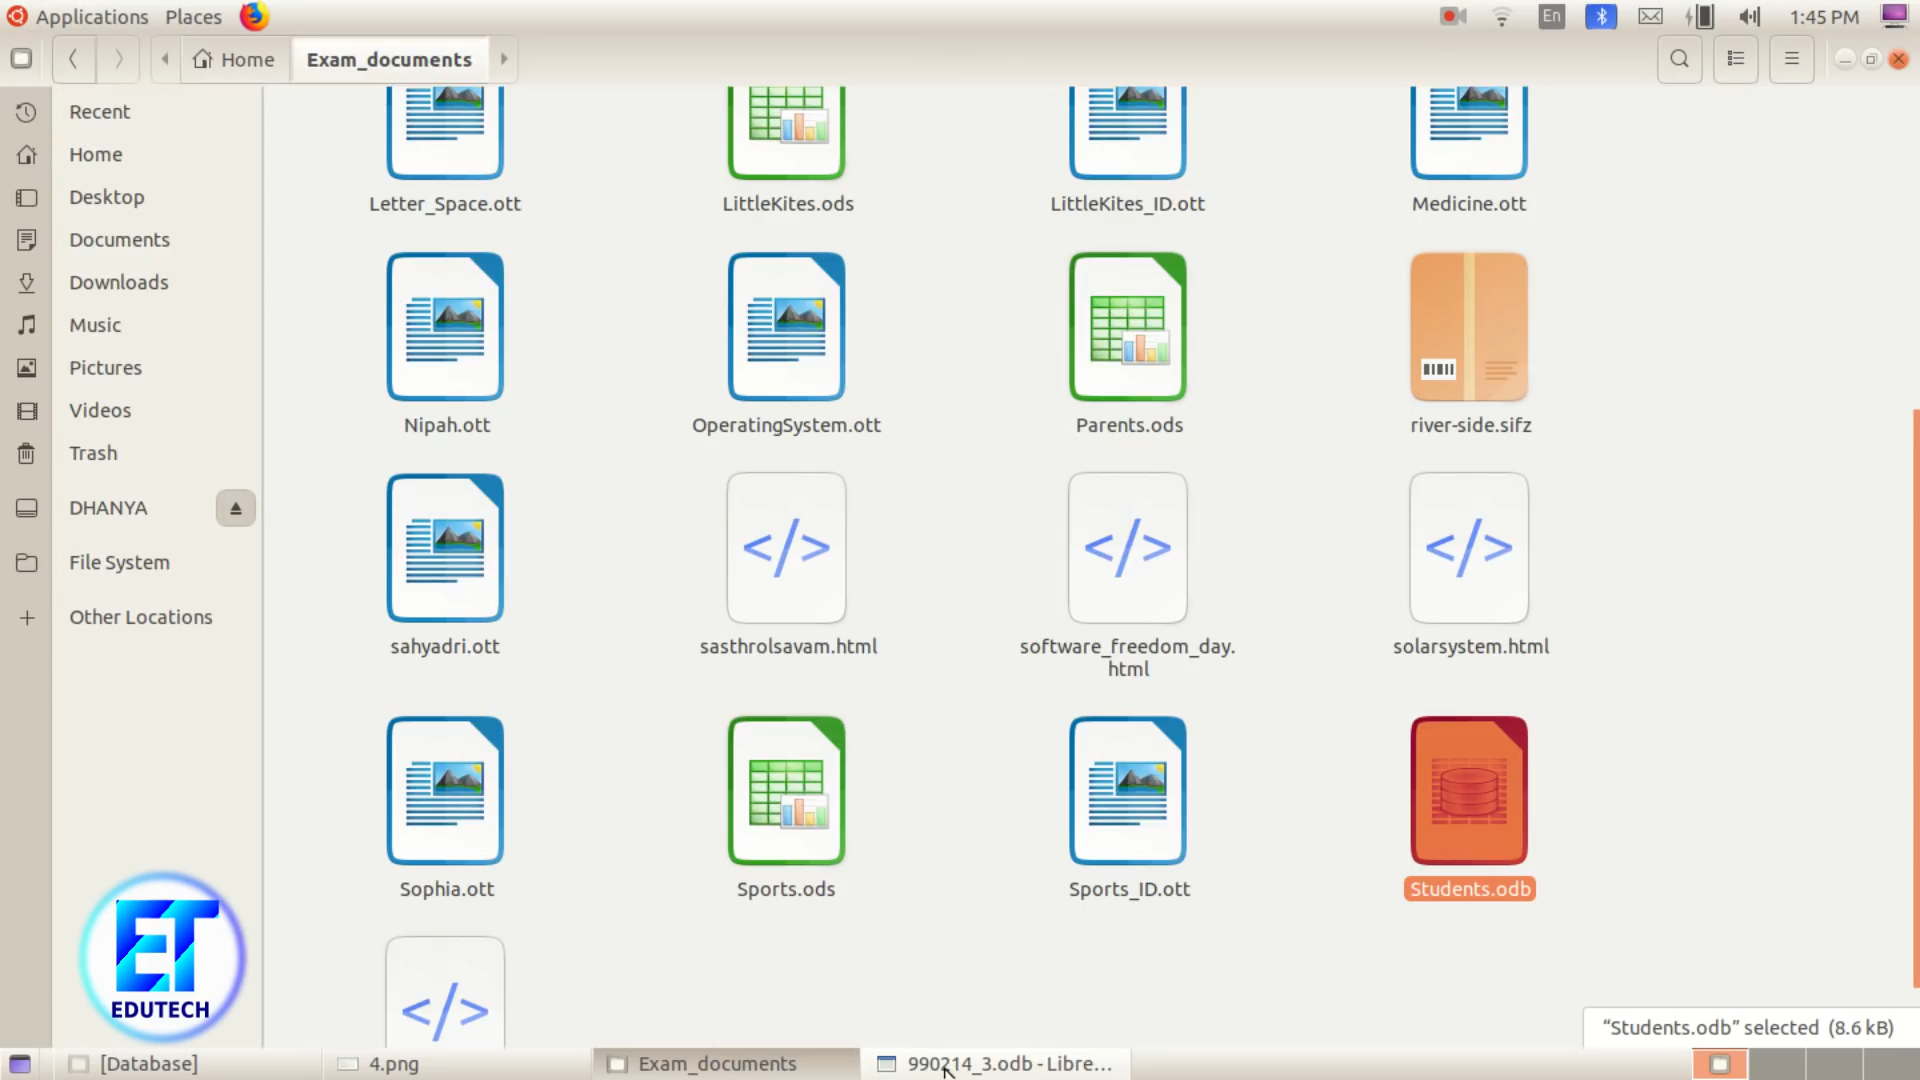 Applications Places En 1:45 PM
Home Exam_documents
Recent
Home
Desktop
Documents
Downloads
Music
Pictures
Videos
Trash
DHANYA
File System
Other Locations
Letter_Space.ott LittleKites.ods LittleKites_ID.ott Medicine.ott
Nipah.ott OperatingSystem.ott Parents.ods river-side.sifz
sahyadri.ott sasthrolsavam.html software_freedom_day. solarsystem.html
html
Sophia.ott Sports.ods Sports_ID.ott Students.odb
ET
EDUTECH
"Students.odb" selected (8.6 kB)
[Database] 4.png Exam_documents 990214_3.odb - Libre...